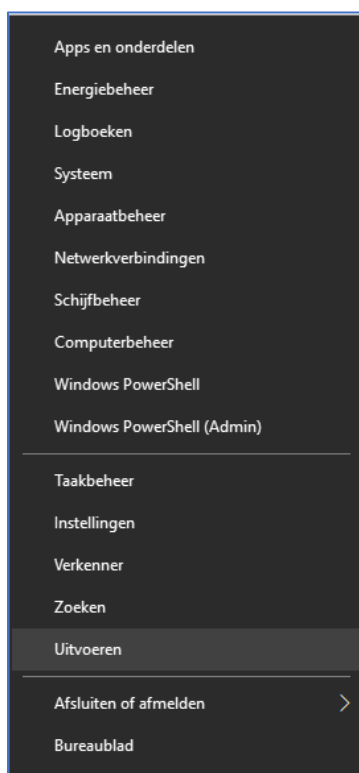 Apps en onderdelen
Energiebeheer
Logboeken
Systeem
Apparaatbeheer
Netwerkverbindingen
Schijfbeheer
Computerbeheer
Windows PowerShell
Windows PowerShell (Admin)
Taakbeheer
Instellingen
Verkenner
Zoeken
Uitvoeren
Afsluiten of afmelden
Bureaublad